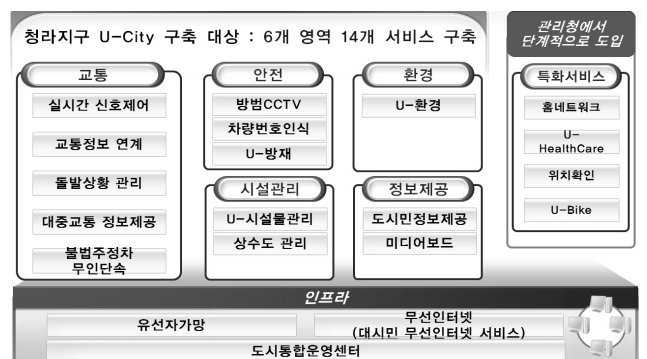 청라지구 U-City 구축 대상 : 6개 영역 14개 서비스 구축
관리청에서
단계적으로 도입
교통
실시간 신호제어
교통정보 연계
돌발상황 관리
대중교통 정보제공
불법주정차
무인단속
안전
방범CCTV
차량번호인식
U-방재
환경
U-환경
시설관리
U-시설물관리
상수도 관리
정보제공
도시민정보제공
미디어보드
특화서비스
홈네트워크
U-
HealthCare
위치확인
U-Bike
인프라
유선자가망
무선인터넷
(대시민 무선인터넷 서비스)
도시통합운영센터